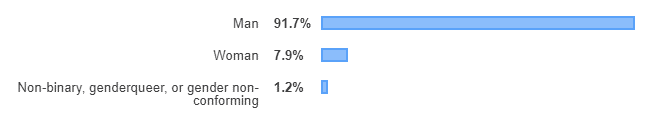 Man 91.7%
Woman 7.9%
Non-binary, genderqueer, or gender non- 1.2%
conforming